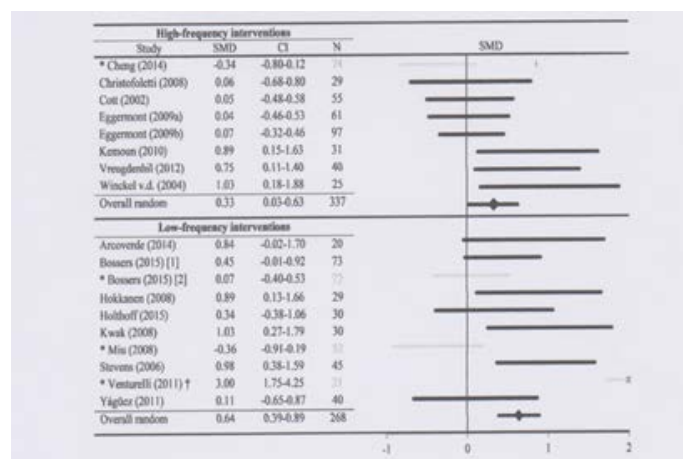 High-frequency interventions
Study SMD CI N SMD
* Cheng (2014) -0.34 -0.80-0.12
Christofoletti (2008) 0.06 -0.68-0.80 29
Cott (2002) 0.05 -0.48-0.58 55
Eggermont (2009a) 0.04 -0.46-0.53 61
Eggermont (2009b) 0.07 -0.32-0.46 97
Kemoun (2010) 0.89 0.15-1.63 31
Vreugdenhil (2012) 0.75 0.11-1.40 40
Winckel v.d. (2004) 1.03 0.18-1.88 25
Overall random 0.33 0.03-0.63 337
Low-frequency interventions
Arcoverde (2014) 0.84 -0.02-1.70 20
Bossers (2015) [1] 0.45 -0.01-0.92 73
* Bossers (2015) [2] 0.07 -0.40-0.53
Hokkanen (2008) 0.89 0.13-1.66 29
Holthoff (2015) 0.34 -0.38-1.06 30
Kwak (2008) 1.03 0.27-1.79 30
* Miu (2008) -0.36 -0.91-0.19
Stevens (2006) 0.98 0.38-1.59 45
* Venturelli (2011) † 3.00 1.75-4.25
Yágüez (2011) 0.11 -0.65-0.87 40
Overall random 0.64 0.39-0.89 268
-1 0 1 2